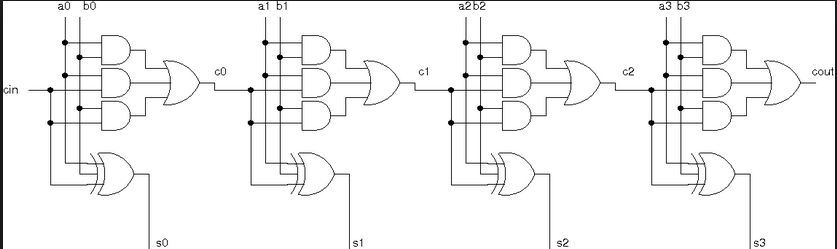 a0 b0 a1 b1 a2 b2 a3 b3
cin c0 c1 c2 cout
s0 s1 s2 s3